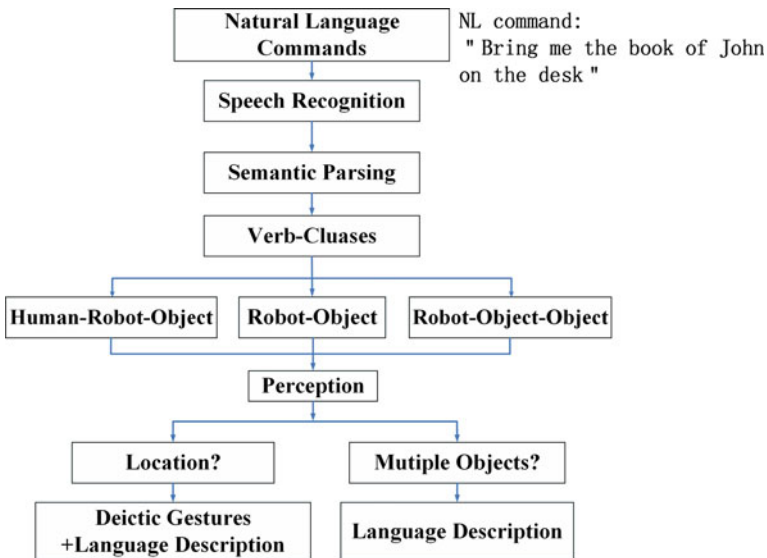 Natural Language
Commands
NL command:
"Bring me the book of John
on the desk"
Speech Recognition
Semantic Parsing
Verb-Cluases
Human-Robot-Object
Robot-Object
Robot-Object-Object
Perception
Location?
Mutiple Objects?
Deictic Gestures
+Language Description
Language Description